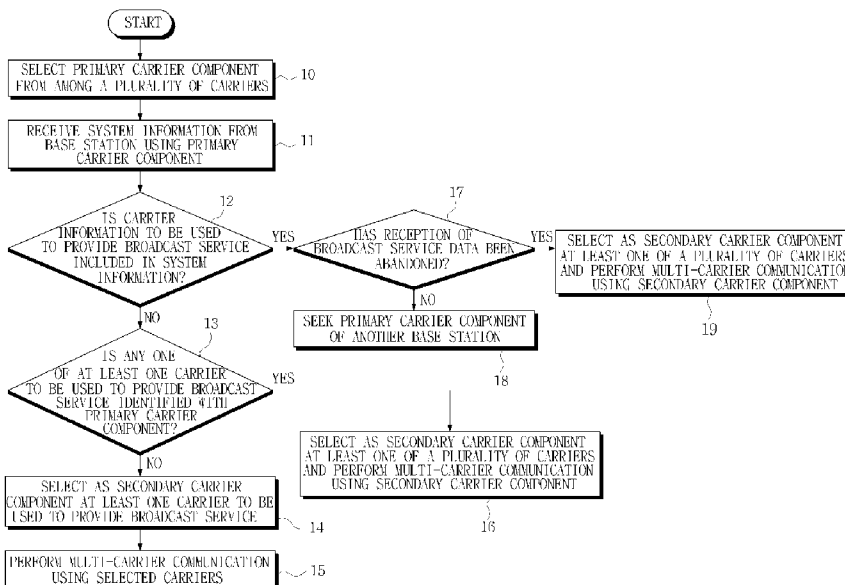 START
SELECT PRIMARY CARRIER COMPONENT
FROM AMONG A PLURALITY OF CARRIERS
10
RECEIVE SYSTEM INFORMATION FROM
BASE STATION USING PRIMARY
CARRIER COMPONENT
11
12
IS CARRIER
INFORMATION TO BE USED
TO PROVIDE BROADCAST SERVICE
INCLUDED IN SYSTEM
INFORMATION?
YES
NO
17
HAS RECEPTION OF
BROADCAST SERVICE DATA BEEN
ABANDONED?
YES
NO
SELECT AS SECONDARY CARRIER COMPONENT
AT LEAST ONE OF A PLURALITY OF CARRIERS
AND PERFORM MULTI-CARRIER COMMUNICATION
USING SECONDARY CARRIER COMPONENT
19
SEEK PRIMARY CARRIER COMPONENT
OF ANOTHER BASE STATION
18
13
IS ANY ONE
OF AT LEAST ONE CARRIER
TO BE USED TO PROVIDE BROADCAST
SERVICE IDENTIFIED WITH
PRIMARY CARRIER
COMPONENT?
YES
NO
SELECT AS SECONDARY CARRIER COMPONENT
AT LEAST ONE OF A PLURALITY OF CARRIERS
AND PERFORM MULTI-CARRIER COMMUNICATION
USING SECONDARY CARRIER COMPONENT
16
SELECT AS SECONDARY CARRIER
COMPONENT AT LEAST ONE CARRIER TO BE
USED TO PROVIDE BROADCAST SERVICE
14
PERFORM MULTI-CARRIER COMMUNICATION
USING SELECTED CARRIERS
15